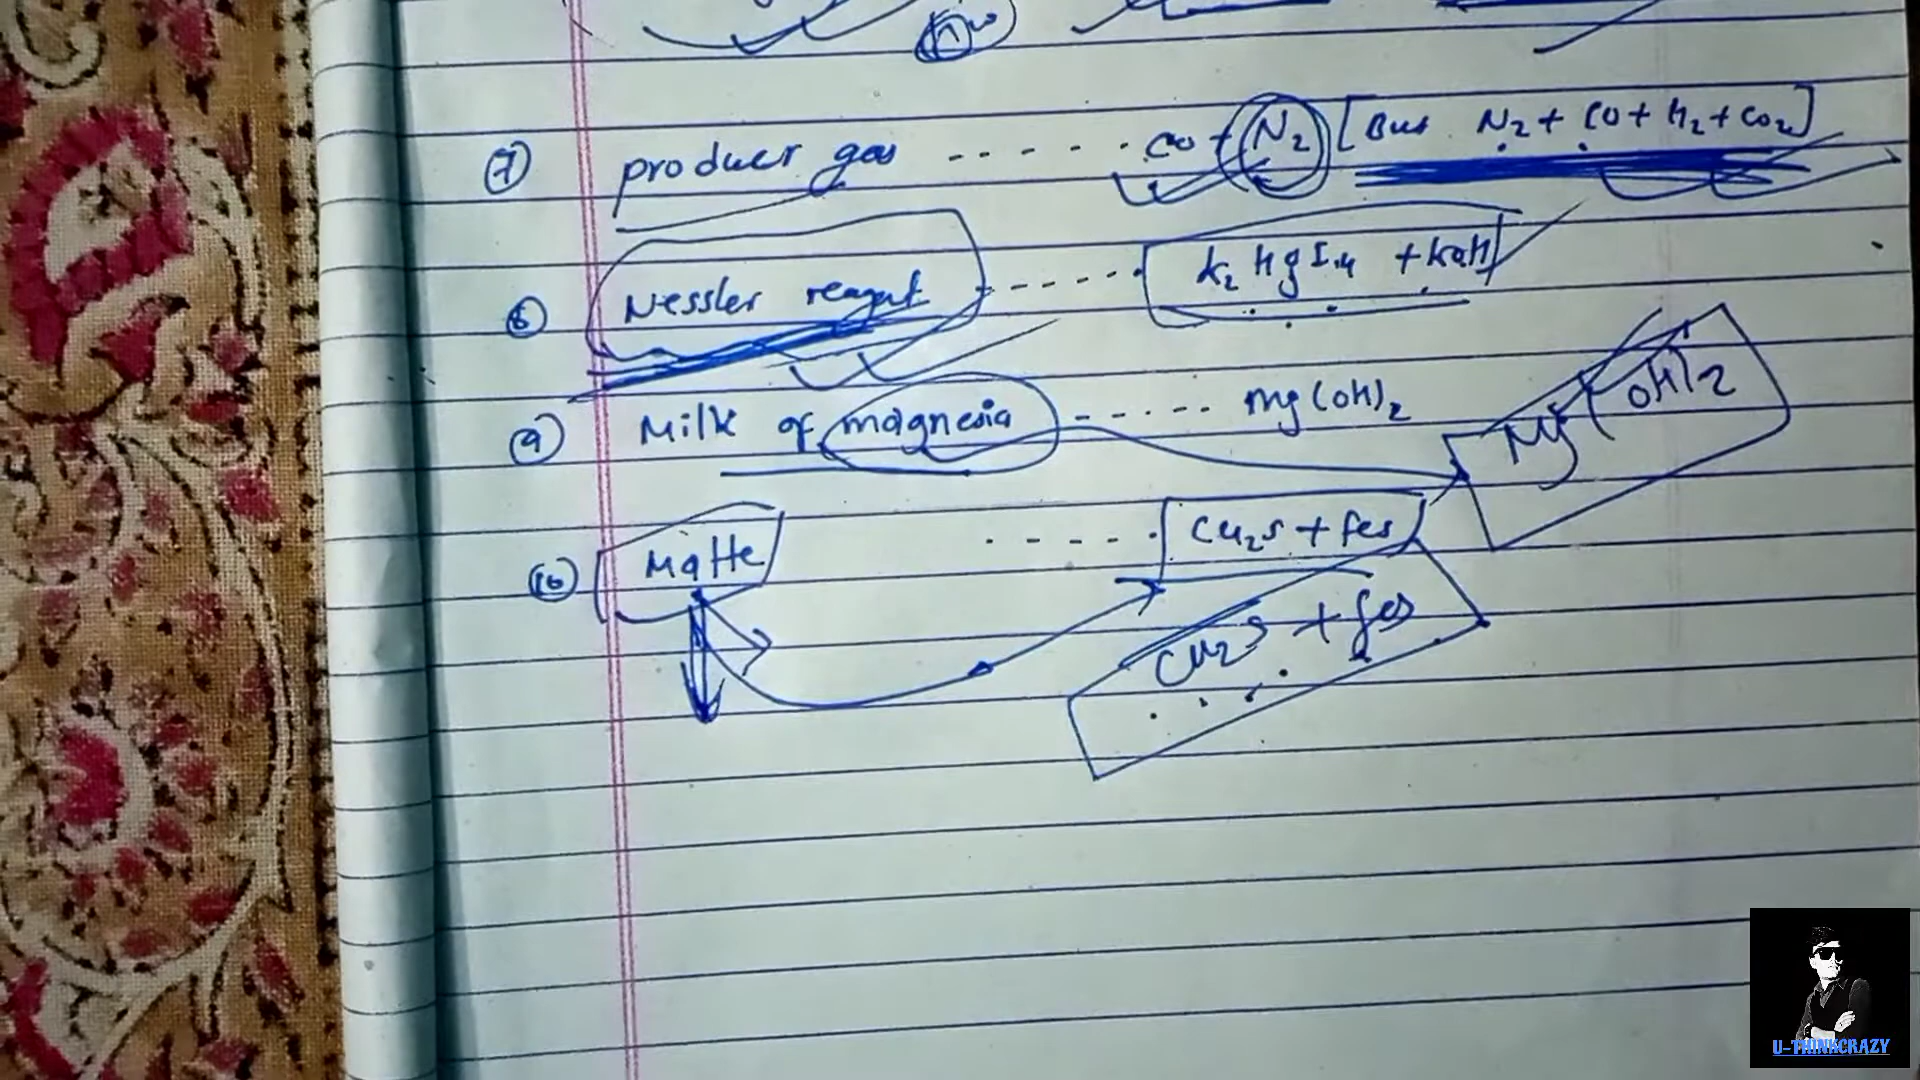 (7) producer gas ------ co + N2 [But N2 + CO + H2 + CO2]
(8) Nessler reagent ------ K2HgI4 + KOH
(9) Milk of magnesia ------ mg(OH)2 Mg(OH)2
(10) Matte ------ Cu2S + fes
Cu2S + fes
U-THINKCRAZY